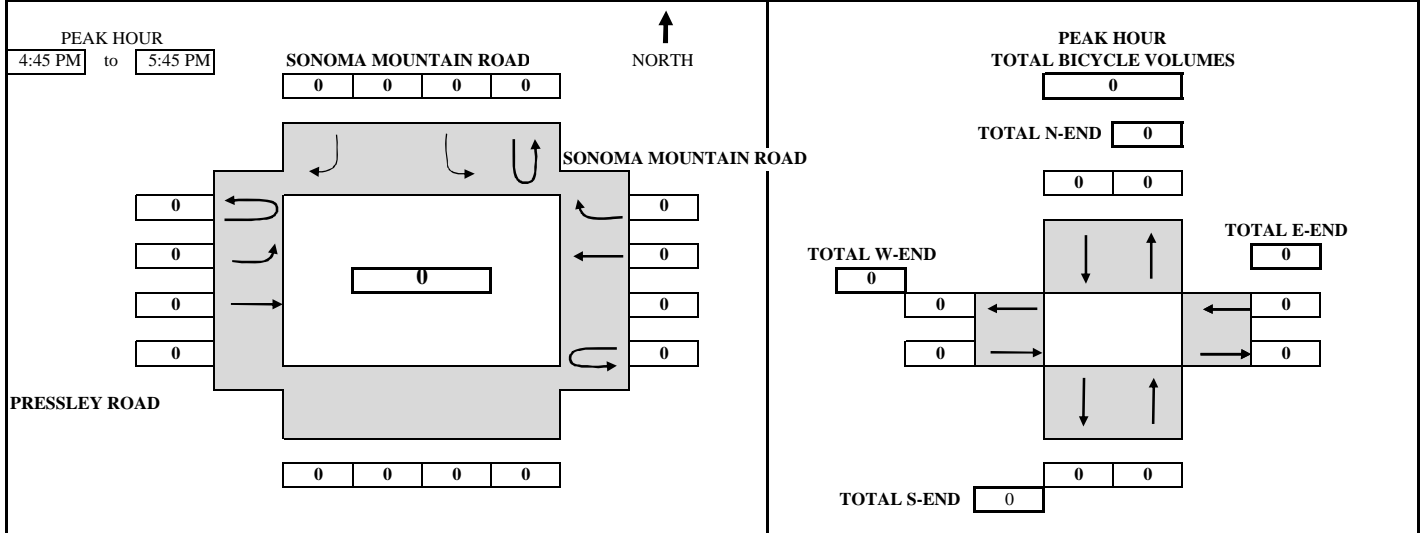 PEAK HOUR
4:45 PM to 5:45 PM
SONOMA MOUNTAIN ROAD
NORTH
0 0 0 0
SONOMA MOUNTAIN ROAD
0 0
0 0
0
0 0
0 0
PRESSLEY ROAD
0 0 0 0
PEAK HOUR
TOTAL BICYCLE VOLUMES
0
TOTAL N-END 0
0 0
TOTAL E-END
0
TOTAL W-END
0
0 0
0 0
0 0
TOTAL S-END 0